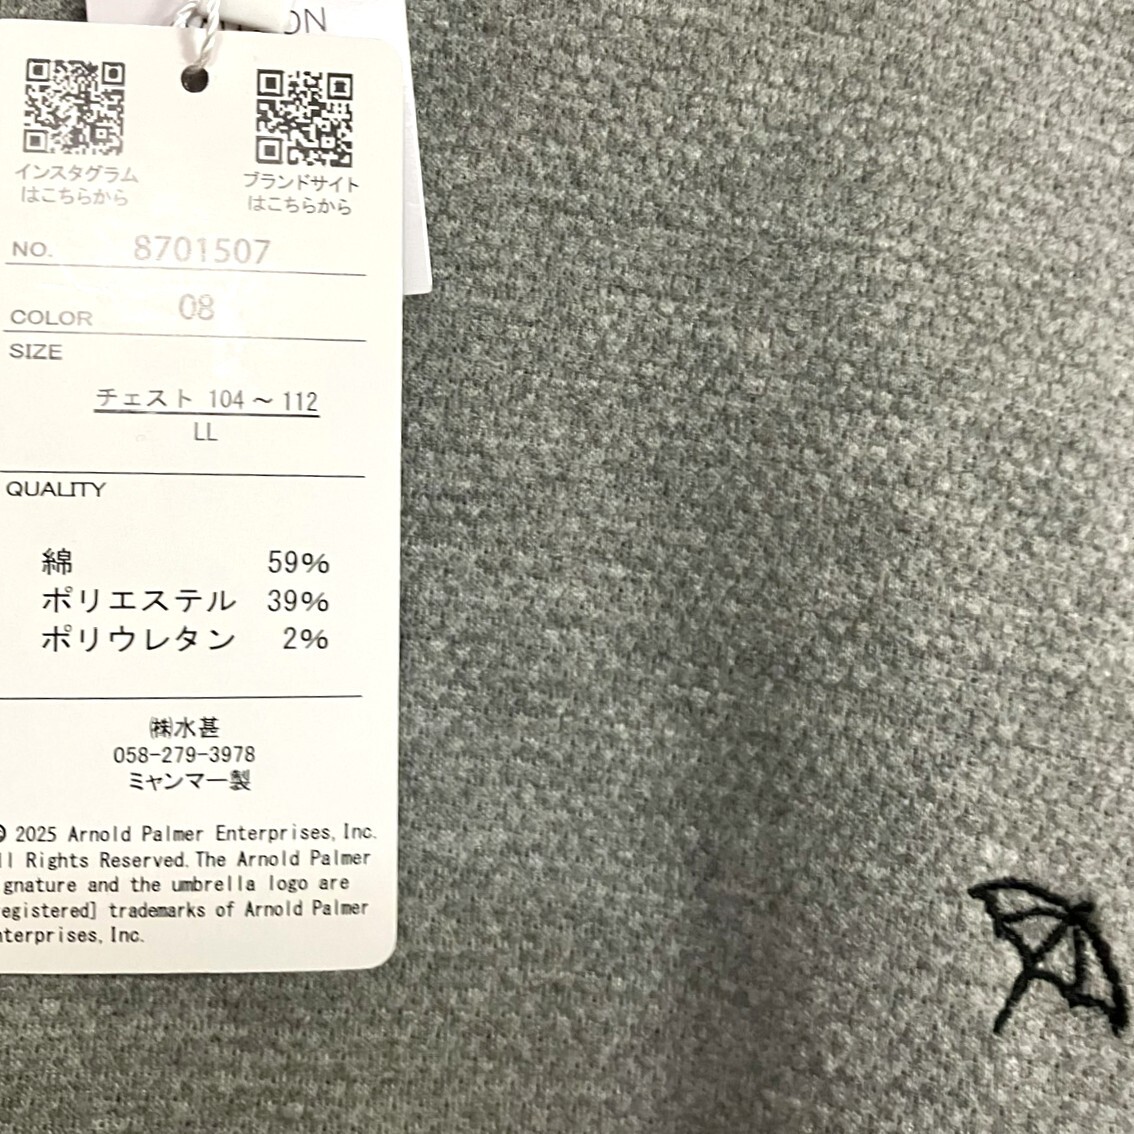 インスタグラム
はこちらから
ブランドサイト
はこちらから
NO. 8701507
COLOR 08
SIZE
チェスト 104～112
LL
QUALITY
綿 59%
ポリエステル 39%
ポリウレタン 2%
㈱水甚
058-279-3978
ミャンマー製
© 2025 Arnold Palmer Enterprises, Inc.
ll Rights Reserved. The Arnold Palmer
gnature and the umbrella logo are
egistered] trademarks of Arnold Palmer
nterprises, Inc.